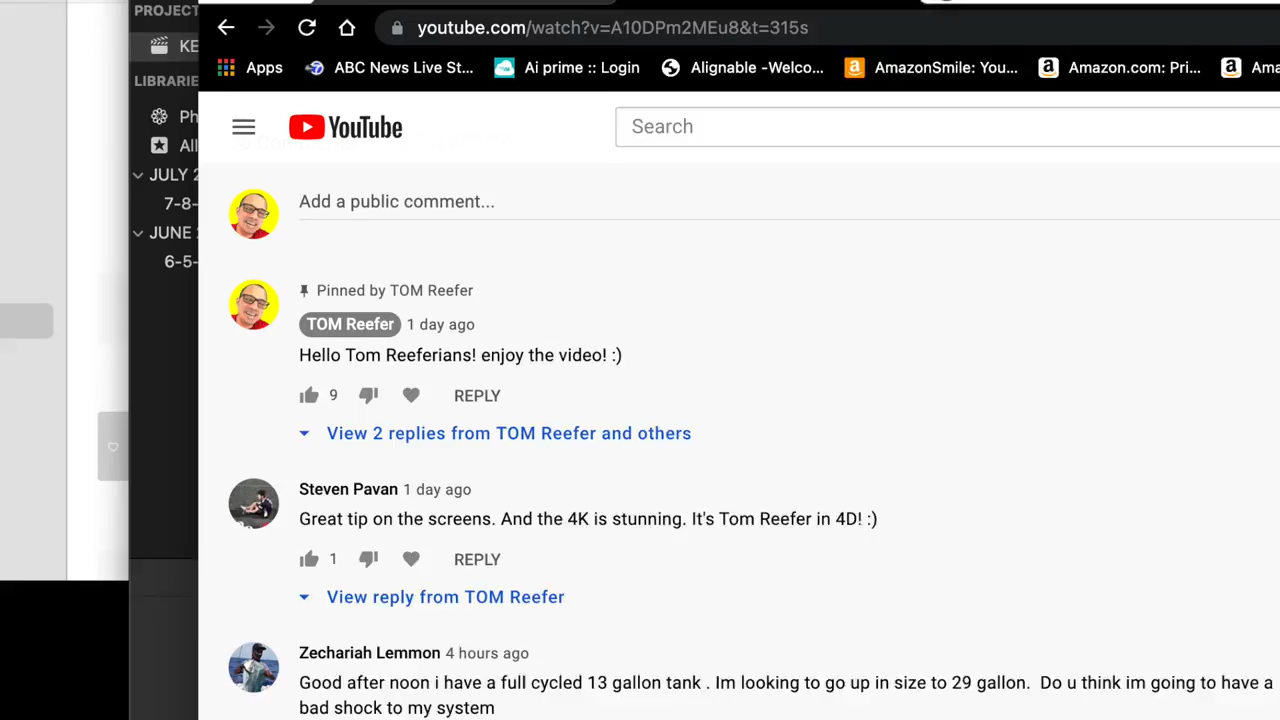 PROJECT
KE
LIBRARIE
Ph
All
JULY 2
7-8-
JUNE
6-5-
youtube.com/watch?v=A10DPm2MEu8&t=315s
Apps ABC News Live St... Ai prime :: Login Alignable -Welco... AmazonSmile: You... Amazon.com: Pri... Ama
YouTube
Search
Add a public comment...
Pinned by TOM Reefer
TOM Reefer 1 day ago
Hello Tom Reeferians! enjoy the video! :)
9 REPLY
View 2 replies from TOM Reefer and others
Steven Pavan 1 day ago
Great tip on the screens. And the 4K is stunning. It's Tom Reefer in 4D! :)
1 REPLY
View reply from TOM Reefer
Zechariah Lemmon 4 hours ago
Good after noon i have a full cycled 13 gallon tank . Im looking to go up in size to 29 gallon. Do u think im going to have a
bad shock to my system